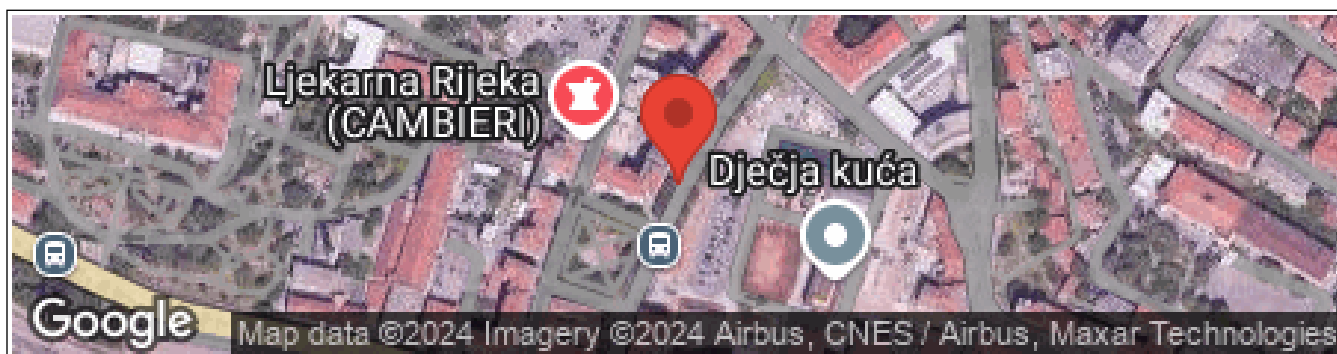 Ljekarna Rijeka
(CAMBIERI)
Dječja kuća
Google
Map data ©2024 Imagery ©2024 Airbus, CNES / Airbus, Maxar Technologies